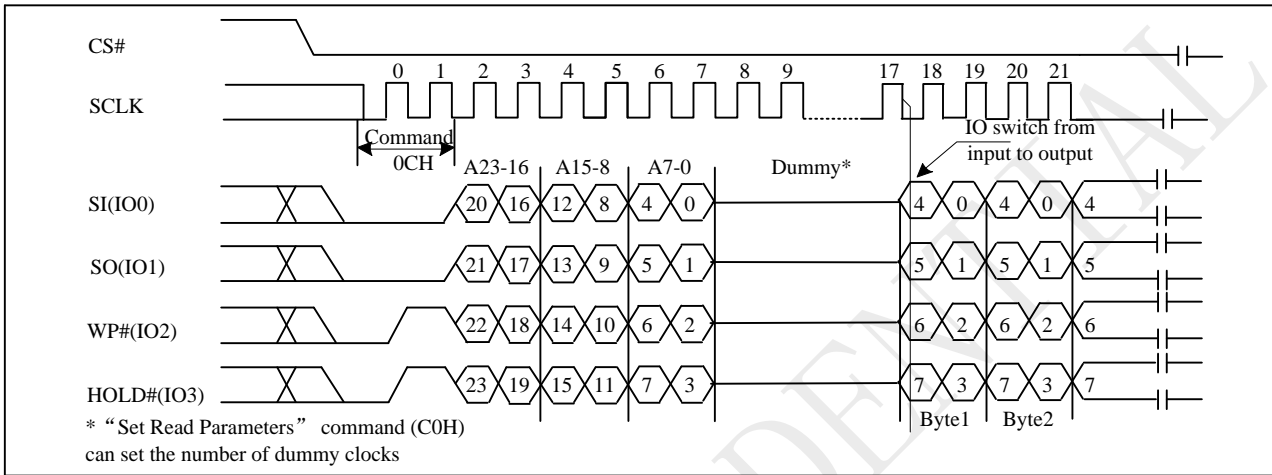 CS#
0 1 2 3 4 5 6 7 8 9 17 18 19 20 21
SCLK
Command
0CH
IO switch from
input to output
A23-16 A15-8 A7-0 Dummy*
SI(IO0) 20 16 12 8 4 0 4 0 4 0 4
SO(IO1) 21 17 13 9 5 1 5 1 5 1 5
WP#(IO2) 22 18 14 10 6 2 6 2 6 2 6
HOLD#(IO3) 23 19 15 11 7 3 7 3 7 3 7
Byte1 Byte2
* “Set Read Parameters” command (C0H)
can set the number of dummy clocks
DENTIAL